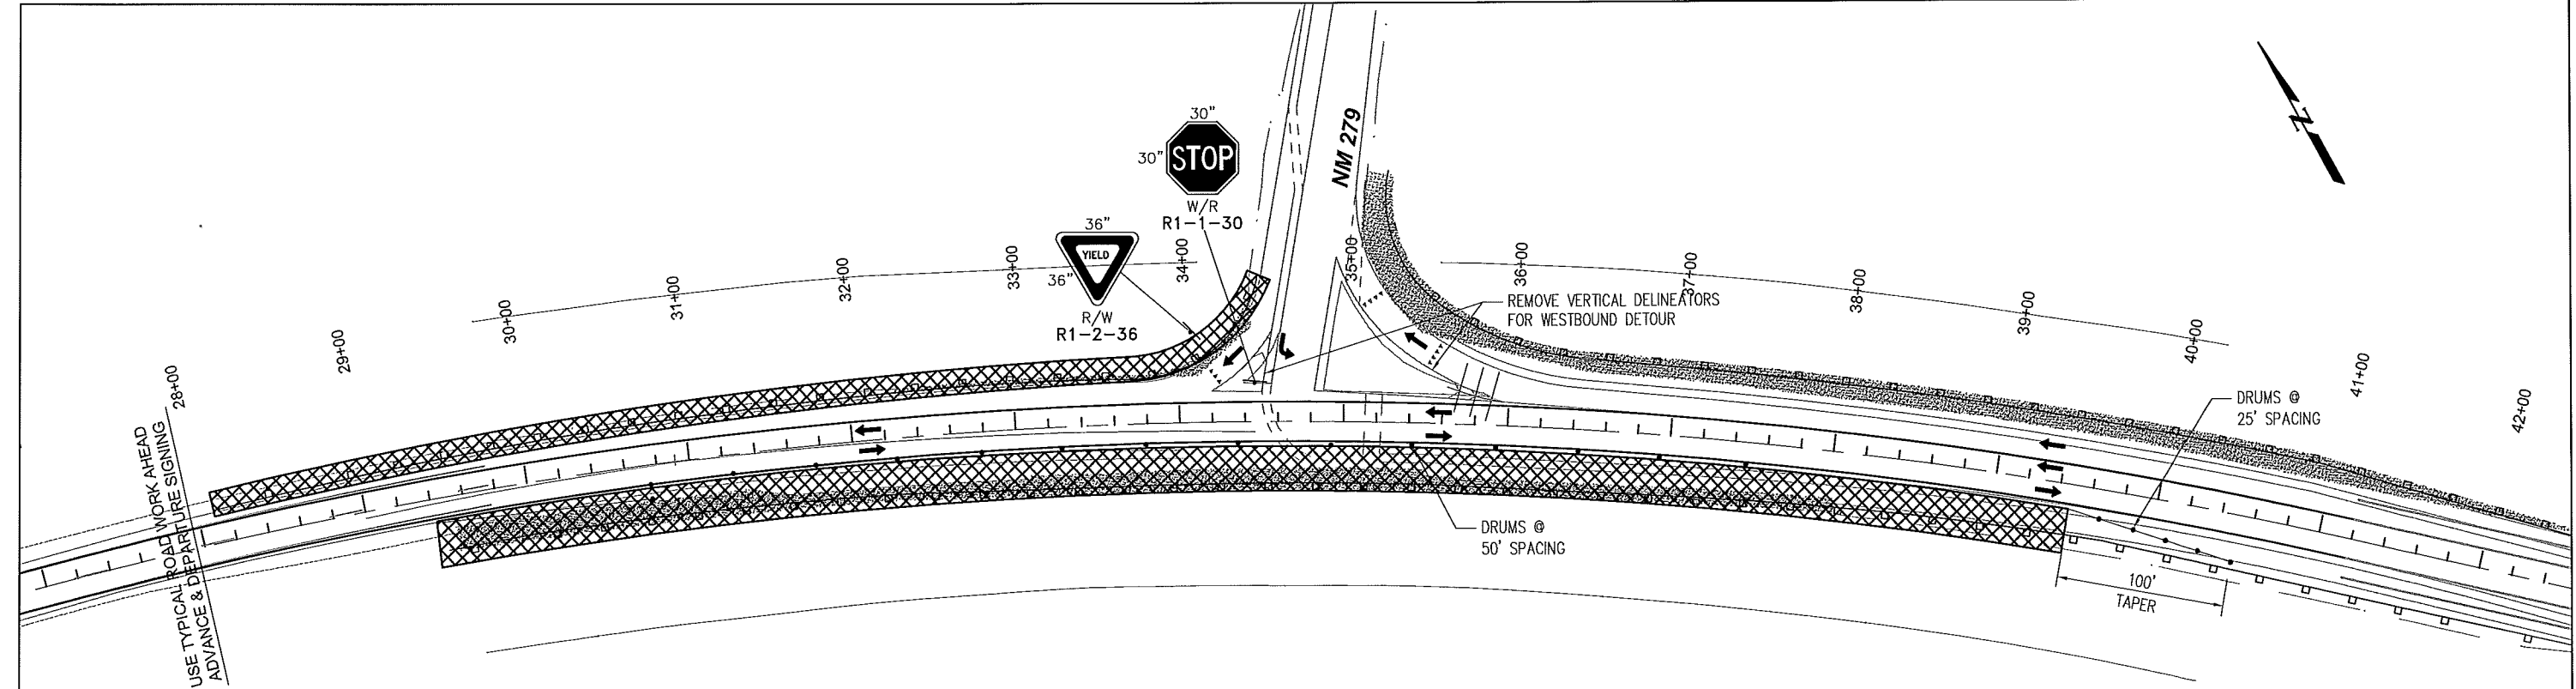 30"
30"
STOP
W/R
R1-1-30
36"
36"
YIELD
R/W
R1-2-36
NM 279
N
28+00
29+00
30+00
31+00
32+00
33+00
34+00
35+00
36+00
37+00
38+00
39+00
40+00
41+00
42+00
REMOVE VERTICAL DELINEATORS
FOR WESTBOUND DETOUR
DRUMS @
25' SPACING
DRUMS @
50' SPACING
100'
TAPER
USE TYPICAL ROAD WORK AHEAD
ADVANCE & DEPARTURE SIGNING